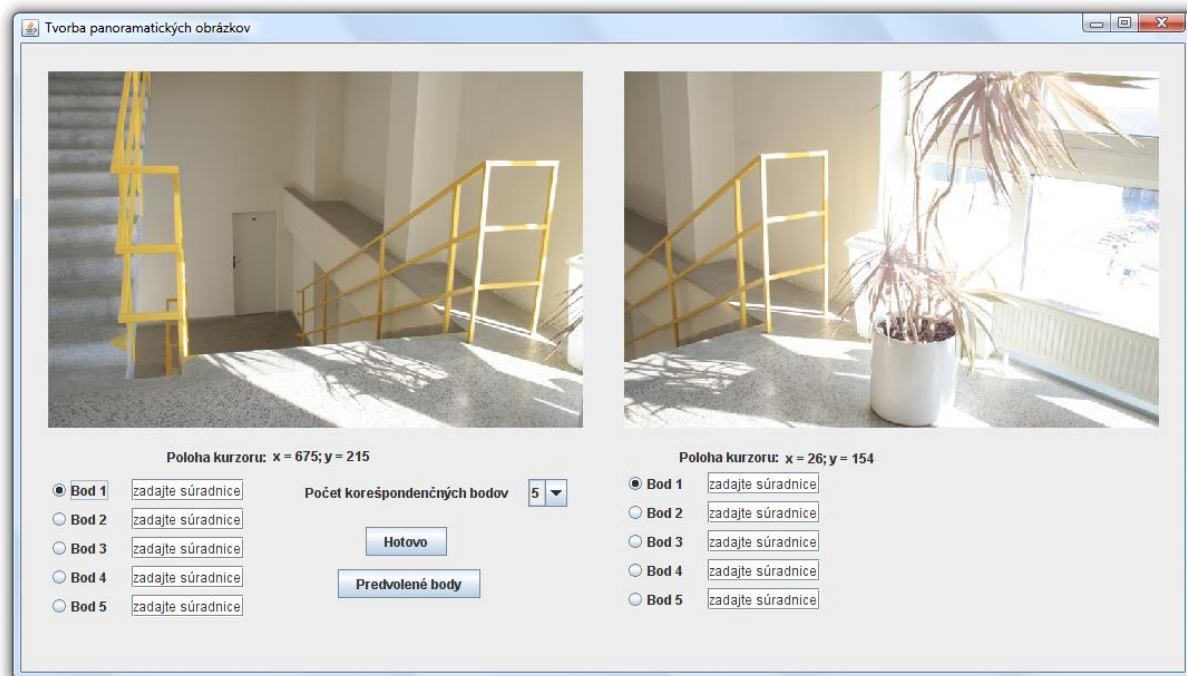 Tvorba panoramatických obrázkov
Poloha kurzoru: x = 675; y = 215
Bod 1 zadajte súradnice
Bod 2 zadajte súradnice
Bod 3 zadajte súradnice
Bod 4 zadajte súradnice
Bod 5 zadajte súradnice
Počet korešpondenčných bodov 5
Hotovo
Predvolené body
Poloha kurzoru: x = 26; y = 154
Bod 1 zadajte súradnice
Bod 2 zadajte súradnice
Bod 3 zadajte súradnice
Bod 4 zadajte súradnice
Bod 5 zadajte súradnice